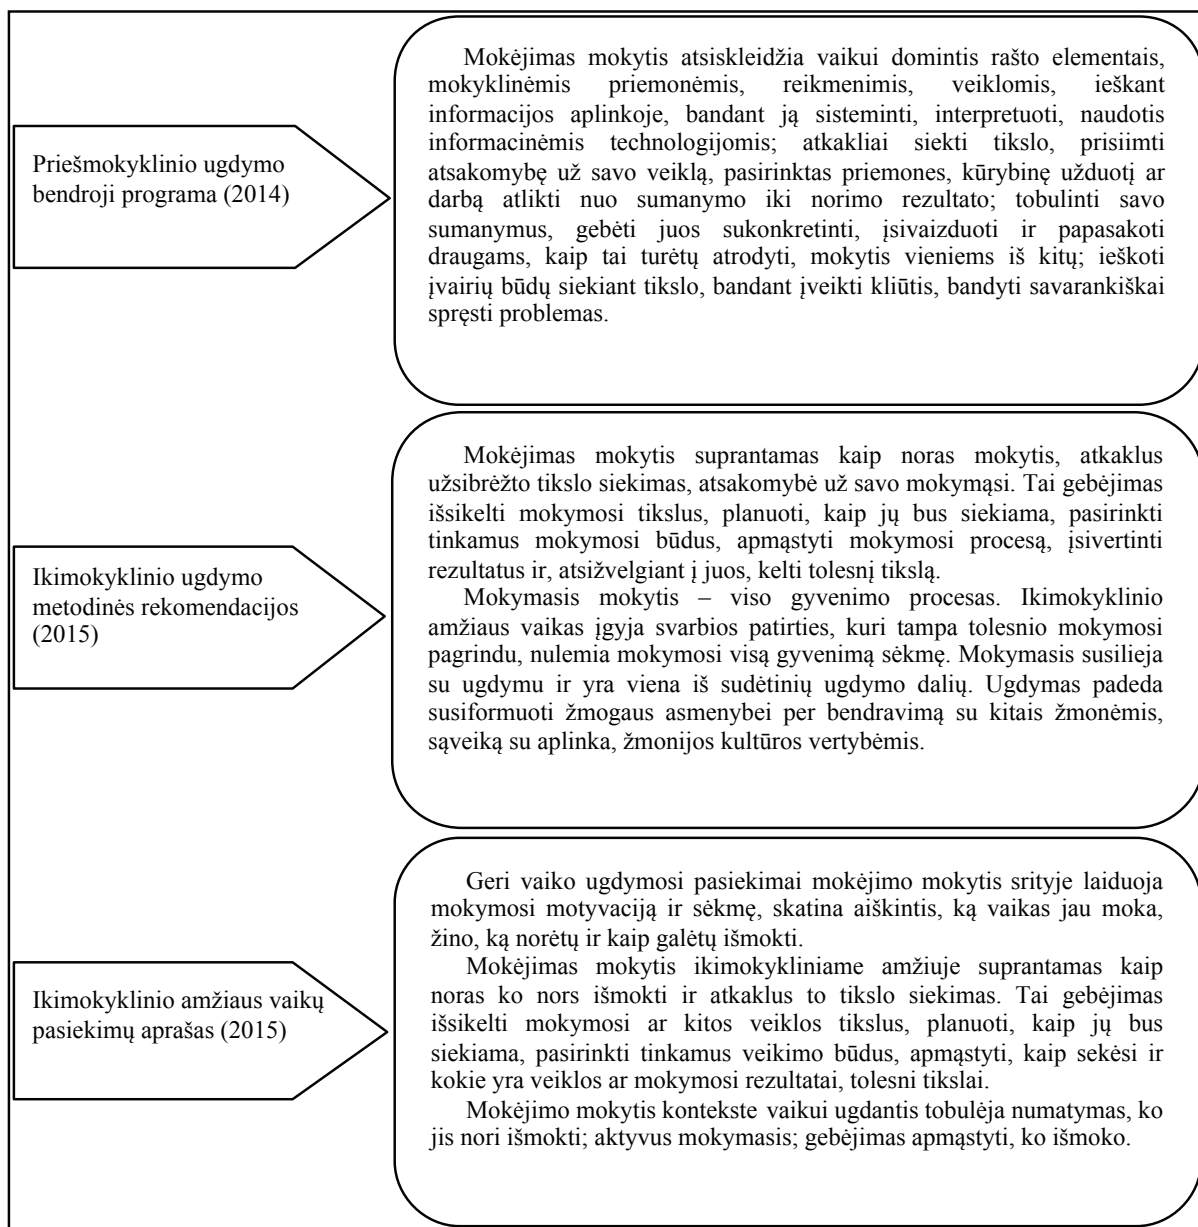 Priešmokyklinio ugdymo
bendroji programa (2014)
Mokėjimas mokytis atsiskleidžia vaikui domintis rašto elementais,
mokyklinėmis priemonėmis, reikmenimis, veiklomis, ieškant
informacijos aplinkoje, bandant ją sisteminti, interpretuoti, naudotis
informacinėmis technologijomis; atkakliai siekti tikslo, prisiimti
atsakomybę už savo veiklą, pasirinktas priemones, kūrybinę užduotį ar
darbą atlikti nuo sumanymo iki norimo rezultato; tobulinti savo
sumanymus, gebėti juos sukonkretinti, įsivaizduoti ir papasakoti
draugams, kaip tai turėtų atrodyti, mokytis vieniems iš kitų; ieškoti
įvairių būdų siekiant tikslo, bandant įveikti kliūtis, bandyti savarankiškai
spręsti problemas.
Ikimokyklinio ugdymo
metodinės rekomendacijos
(2015)
Mokėjimas mokytis suprantamas kaip noras mokytis, atkaklus
užsibrėžto tikslo siekimas, atsakomybė už savo mokymąsi. Tai gebėjimas
išsikelti mokymosi tikslus, planuoti, kaip jų bus siekiama, pasirinkti
tinkamus mokymosi būdus, apmąstyti mokymosi procesą, įsivertinti
rezultatus ir, atsižvelgiant į juos, kelti tolesnį tikslą.
Mokymasis mokytis – viso gyvenimo procesas. Ikimokyklinio
amžiaus vaikas įgyja svarbios patirties, kuri tampa tolesnio mokymosi
pagrindu, nulemia mokymosi visą gyvenimą sėkmę. Mokymasis susilieja
su ugdymu ir yra viena iš sudėtinių ugdymo dalių. Ugdymas padeda
susiformuoti žmogaus asmenybei per bendravimą su kitais žmonėmis,
sąveiką su aplinka, žmonijos kultūros vertybėmis.
Ikimokyklinio amžiaus vaikų
pasiekimų aprašas (2015)
Geri vaiko ugdymosi pasiekimai mokėjimo mokytis srityje laiduoja
mokymosi motyvaciją ir sėkmę, skatina aiškintis, ką vaikas jau moka,
žino, ką norėtų ir kaip galėtų išmokti.
Mokėjimas mokytis ikimokykliniame amžiuje suprantamas kaip
noras ko nors išmokti ir atkaklus to tikslo siekimas. Tai gebėjimas
išsikelti mokymosi ar kitos veiklos tikslus, planuoti, kaip jų bus
siekiama, pasirinkti tinkamus veikimo būdus, apmąstyti, kaip sekėsi ir
kokie yra veiklos ar mokymosi rezultatai, tolesni tikslai.
Mokėjimo mokytis kontekste vaikui ugdantis tobulėja numatymas, ko
jis nori išmokti; aktyvus mokymasis; gebėjimas apmąstyti, ko išmoko.